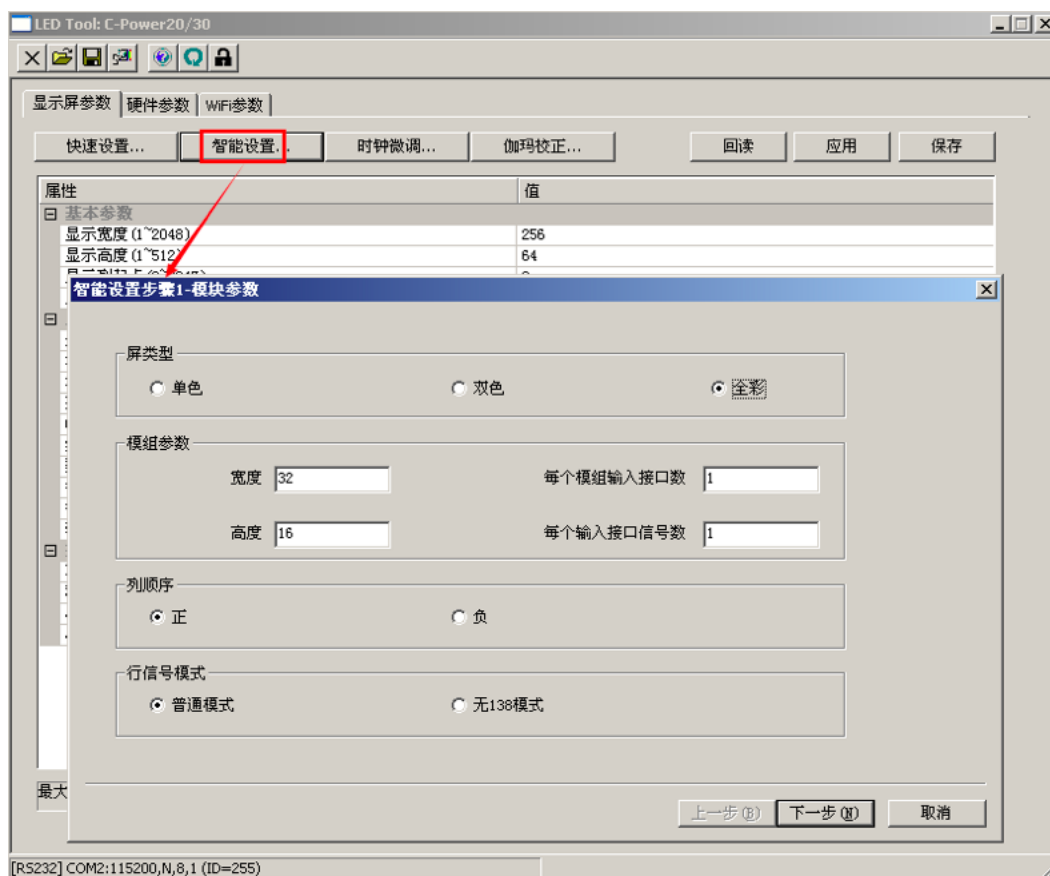 LED Tool: C-Power20/30
显示屏参数 硬件参数 WiFi参数
快速设置... 智能设置... 时钟微调... 伽玛校正... 回读 应用 保存
属性 值
基本参数
显示宽度(1~2048) 256
显示高度(1~512) 64
智能设置步骤1-模块参数
屏类型
单色 双色 全彩
模组参数
宽度 32 每个模组输入接口数 1
高度 16 每个输入接口信号数 1
列顺序
正 负
行信号模式
普通模式 无138模式
最大
上一步(B) 下一步(N) 取消
[RS232] COM2:115200,N,8,1 (ID=255)